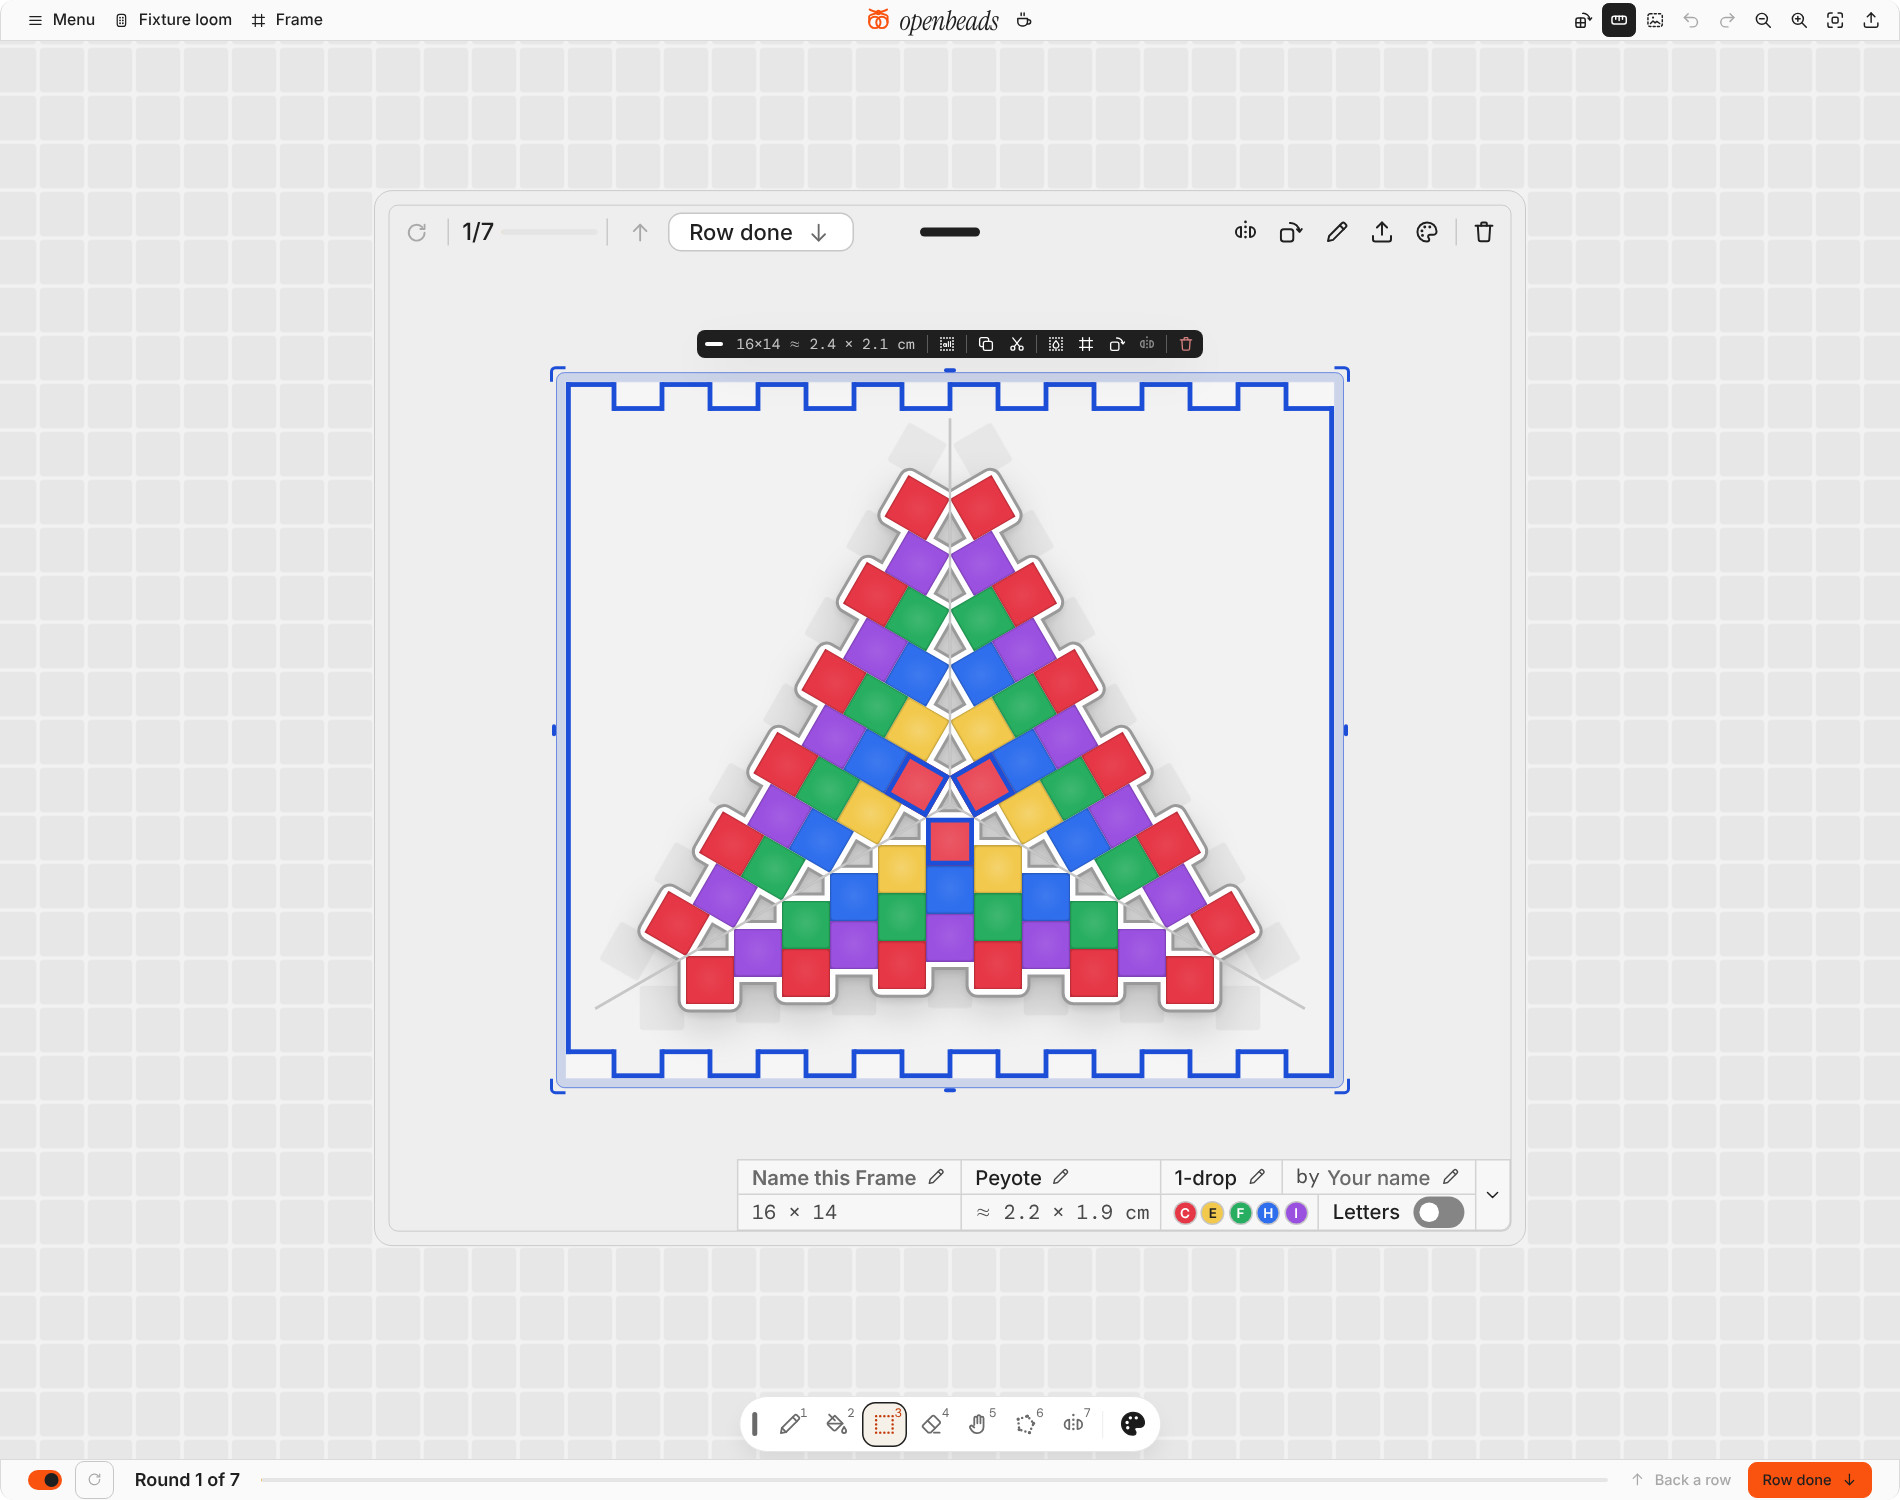 Menu Fixture loom Frame openbeads
1/7 Row done
16×14 ≈ 2.4 × 2.1 cm all
Name this Frame Peyote 1-drop by Your name
16 × 14 ≈ 2.2 × 1.9 cm C E F H I Letters
1 2 3 4 5 6 7
Round 1 of 7 Back a row Row done